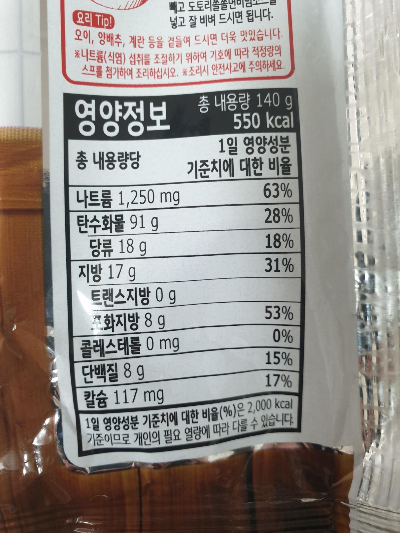 빼고 도토리쫄쫄면비빔소스를
넣고 잘 비벼 드시면 됩니다.
요리 Tip!
오이, 양배추, 계란 등을 곁들여 드시면 더욱 맛있습니다.
※나트륨(식염) 섭취를 조절하기 위하여 기호에 따라 적정량의
스프를 첨가하여 조리하십시오. ※조리시 안전사고에 주의하세요.
영양정보 총 내용량 140 g
550 kcal
총 내용량당 1일 영양성분
기준치에 대한 비율
나트륨 1,250 mg 63%
탄수화물 91 g 28%
당류 18 g 18%
지방 17 g 31%
트랜스지방 0 g
포화지방 8 g 53%
콜레스테롤 0 mg 0%
단백질 8 g 15%
칼슘 117 mg 17%
1일 영양성분 기준치에 대한 비율(%)은 2,000 kcal
기준이므로 개인의 필요 열량에 따라 다를 수 있습니다.